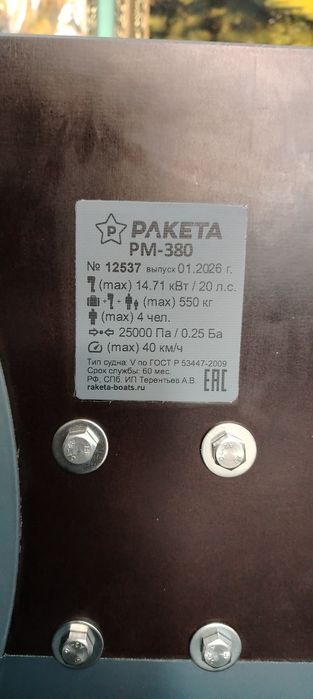 РАКЕТА
РМ-380
№ 12537 выпуск 01.2026 г.
(max) 14.71 кВт / 20 л.с.
+ + (max) 550 кг
(max) 4 чел.
25000 Па / 0.25 Ба
(max) 40 км/ч
Тип судна: V по ГОСТ Р 53447-2009
Срок службы: 60 мес.
РФ, СПб. ИП Терентьев А.В.
raketa-boats.ru
EAC